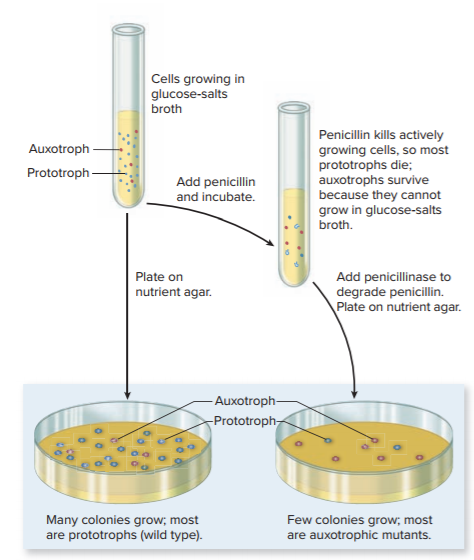 Cells growing in
glucose-salts
broth
Auxotroph
Prototroph
Add penicillin
and incubate.
Penicillin kills actively
growing cells, so most
prototrophs die;
auxotrophs survive
because they cannot
grow in glucose-salts
broth.
Plate on
nutrient agar.
Add penicillinase to
degrade penicillin.
Plate on nutrient agar.
Auxotroph
Prototroph
Many colonies grow; most
are prototrophs (wild type).
Few colonies grow; most
are auxotrophic mutants.